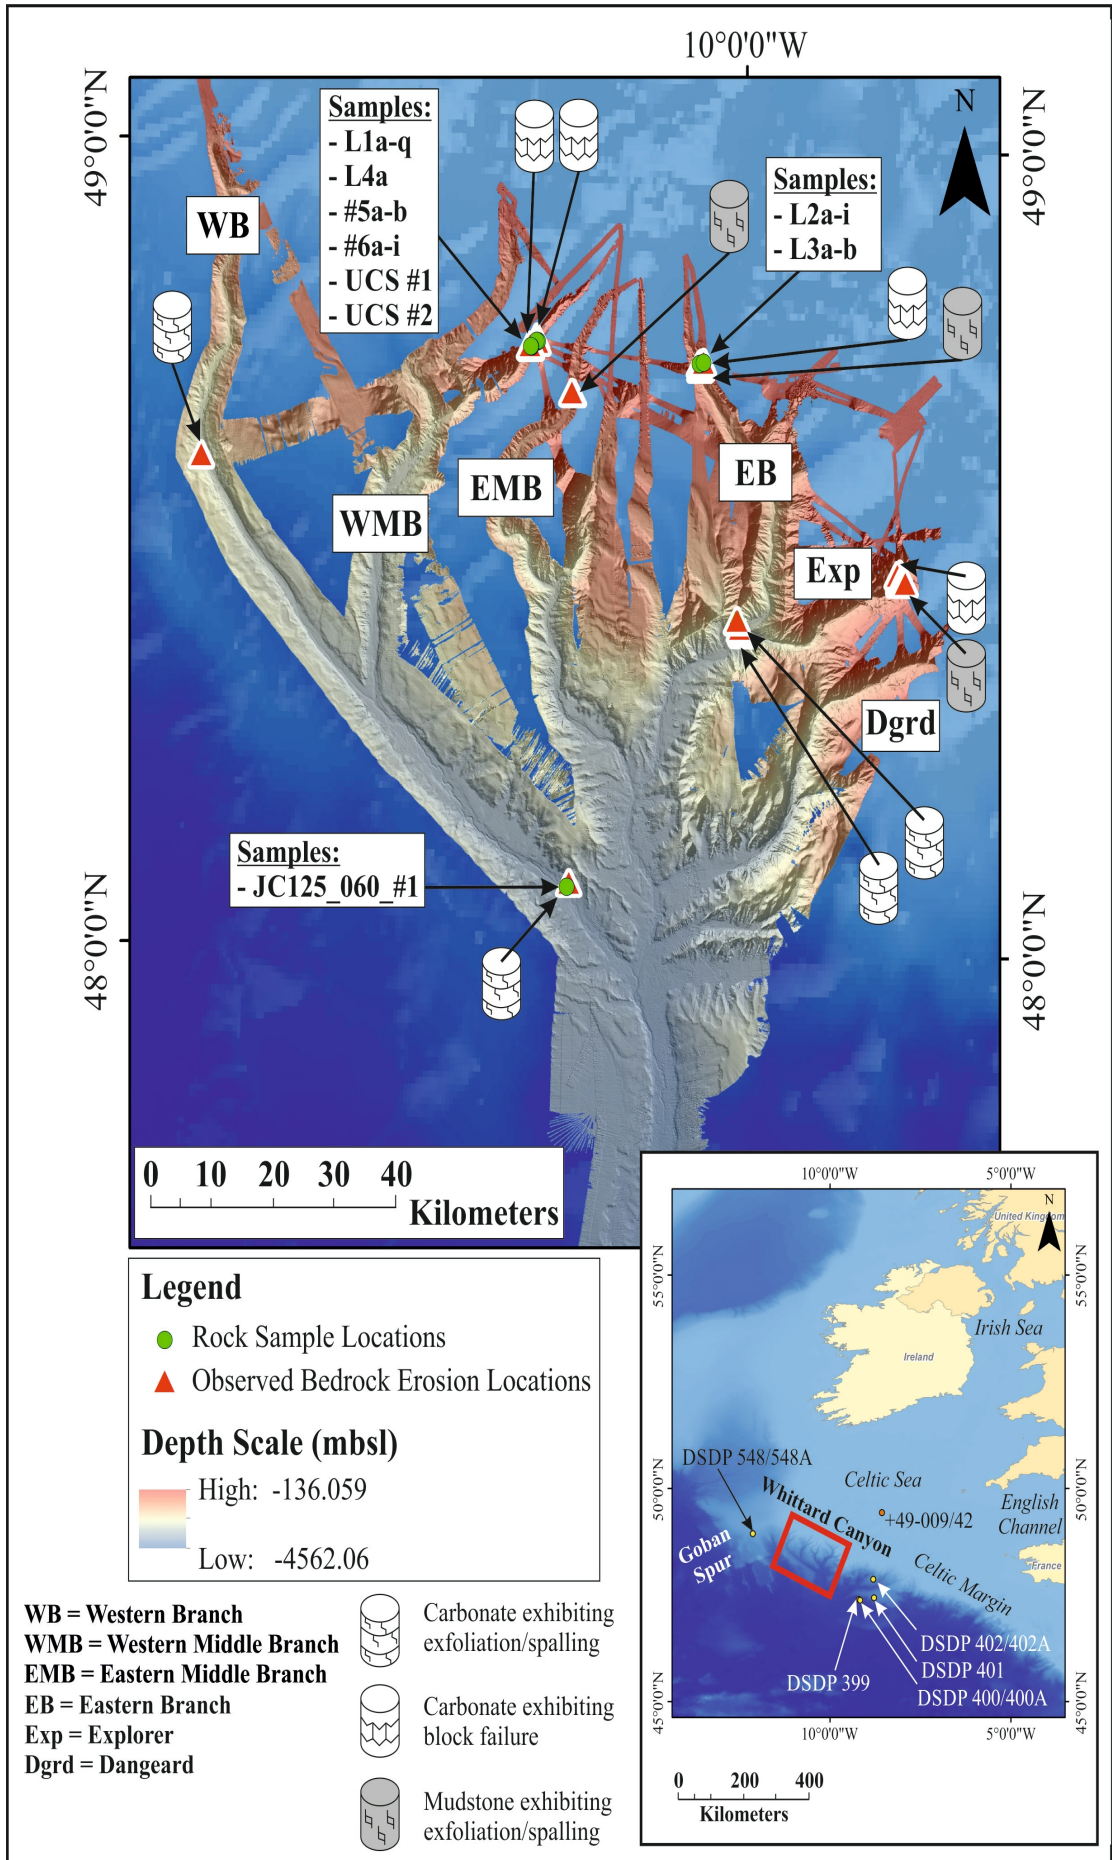 10°0'0"W
49°0'0"N
49°0'0"N
N
Samples:
- L1a-q
- L4a
- #5a-b
- #6a-i
- UCS #1
- UCS #2
Samples:
- L2a-i
- L3a-b
WB
EMB
EB
WMB
Exp
Dgrd
Samples:
- JC125_060_#1
48°0'0"N
48°0'0"N
0 10 20 30 40
Kilometers
Legend
Rock Sample Locations
Observed Bedrock Erosion Locations
Depth Scale (mbsl)
High: -136.059
Low: -4562.06
WB = Western Branch
WMB = Western Middle Branch
EMB = Eastern Middle Branch
EB = Eastern Branch
Exp = Explorer
Dgrd = Dangeard
Carbonate exhibiting
exfoliation/spalling
Carbonate exhibiting
block failure
Mudstone exhibiting
exfoliation/spalling
10°0'0"W
5°0'0"W
N
United Kingdom
55°0'0"N
55°0'0"N
Irish Sea
Ireland
DSDP 548/548A
Celtic Sea
50°0'0"N
50°0'0"N
Whittard Canyon
+49-009/42
English
Channel
Goban
Spur
Celtic Margin
France
DSDP 402/402A
DSDP 401
DSDP 399
DSDP 400/400A
45°0'0"N
45°0'0"N
10°0'0"W
5°0'0"W
0 200 400
Kilometers